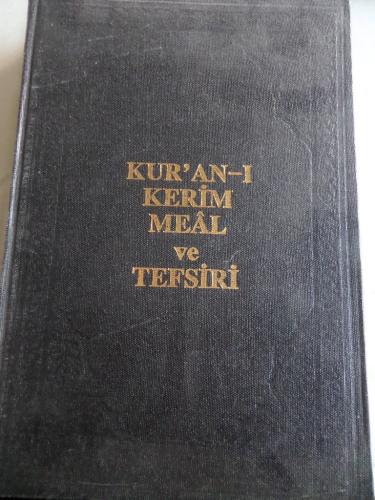 KUR'AN-I
KERİM
MEÂL
ve
TEFSİRİ